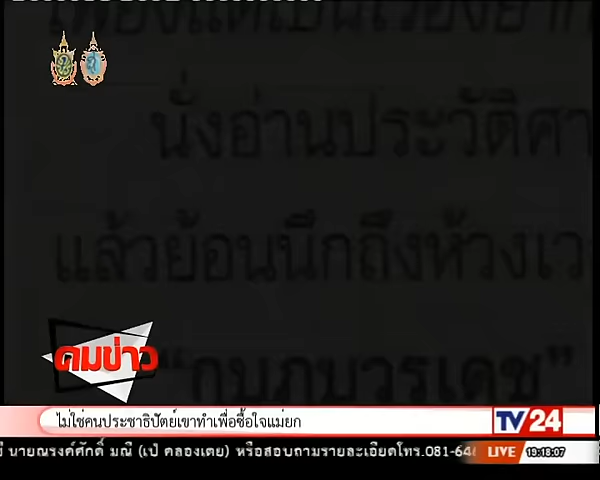 นั่งอ่านประวัติศา
แล้วย้อนนึกถึงห้วงเว
คมข่าว
ไม่ใช่คนประชาธิปัตย์เขาทำเพื่อซื้อใจแม่ยก
TV24
นายณรงค์ศักดิ์ มณี (เป๋ คลองเตย) หรือสอบถามรายละเอียดโทร.081-64
LIVE 19:18:07